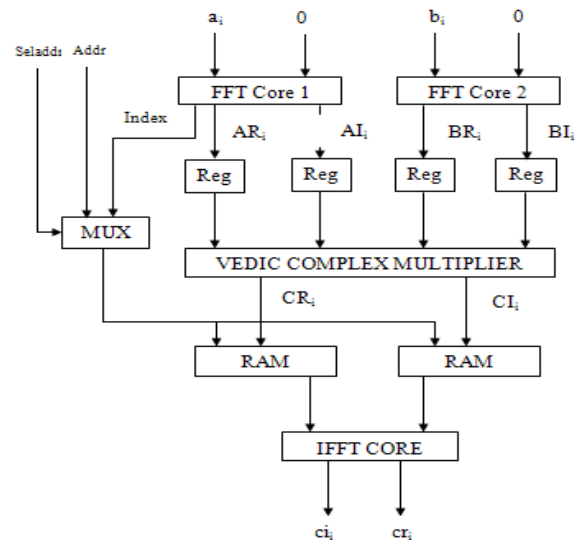 aᵢ 0 bᵢ 0
Seladdr Addr
FFT Core 1 FFT Core 2
Index ARᵢ AIᵢ BRᵢ BIᵢ
Reg Reg Reg Reg
MUX
VEDIC COMPLEX MULTIPLIER
CRᵢ CIᵢ
RAM RAM
IFFT CORE
ciᵢ crᵢ